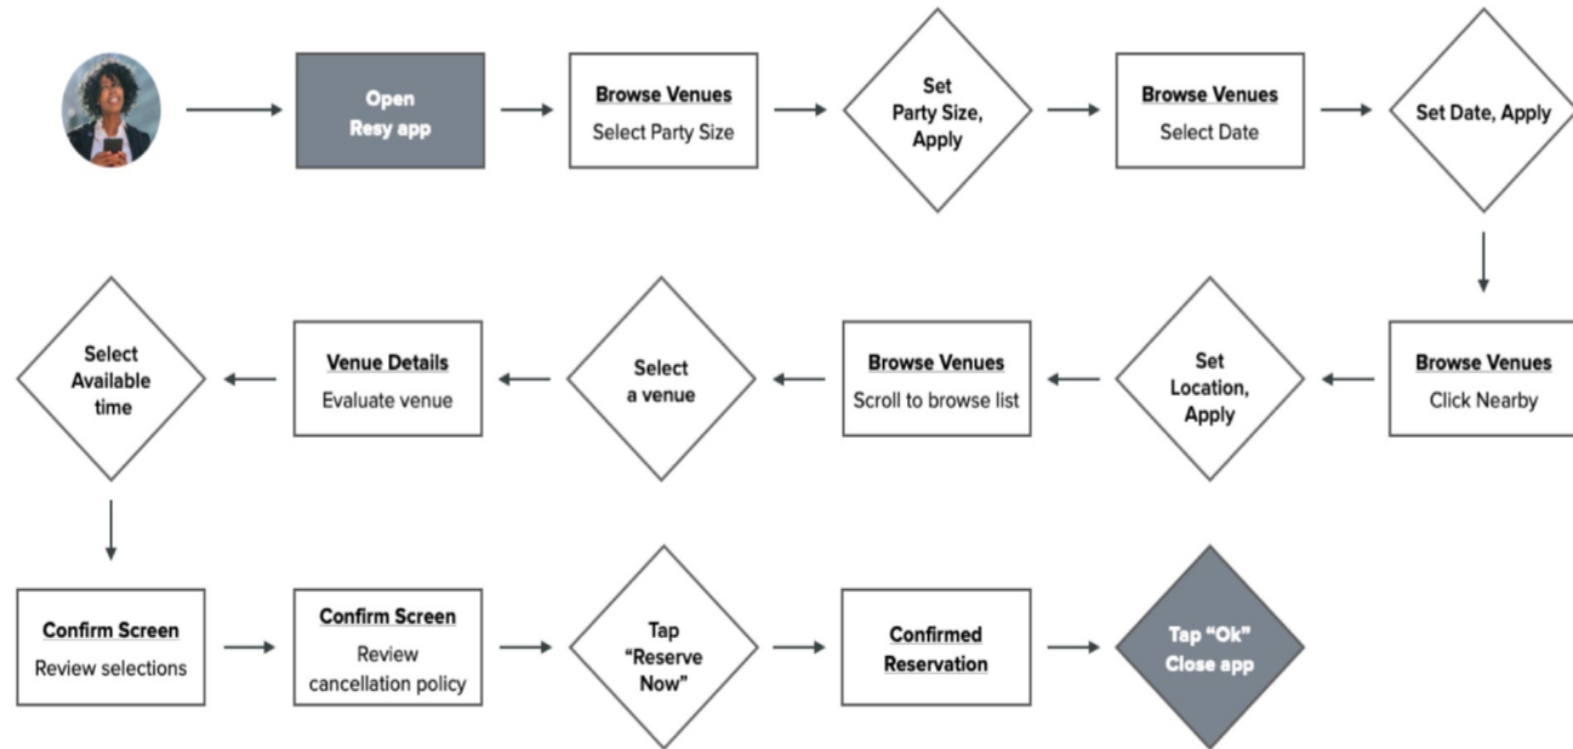 Open
Resy app
Browse Venues
Select Party Size
Set
Party Size,
Apply
Browse Venues
Select Date
Set Date, Apply
Browse Venues
Click Nearby
Set
Location,
Apply
Browse Venues
Scroll to browse list
Select
a venue
Venue Details
Evaluate venue
Select
Available
time
Confirm Screen
Review selections
Confirm Screen
Review
cancellation policy
Tap
“Reserve
Now”
Confirmed
Reservation
Tap “Ok”
Close app